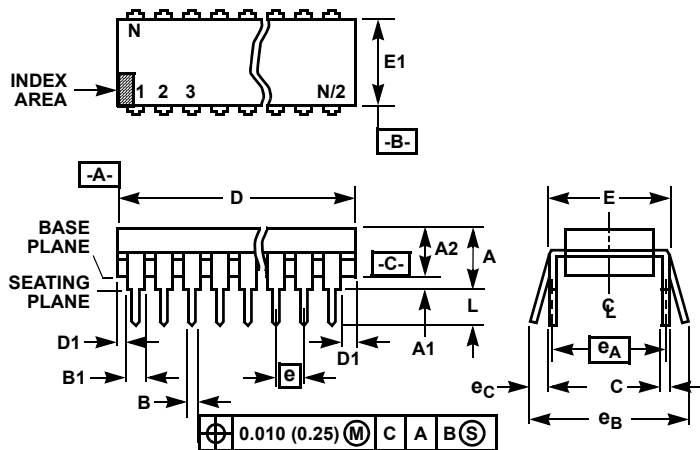 N
E1
INDEX
AREA
1 2 3 N/2
-B-
-A-
D
E
BASE
PLANE
A2
A
-C-
SEATING
PLANE
L
C
L
D1
A1
D1
eA
B1
e
eC
C
B
eB
0.010 (0.25) M C A B S